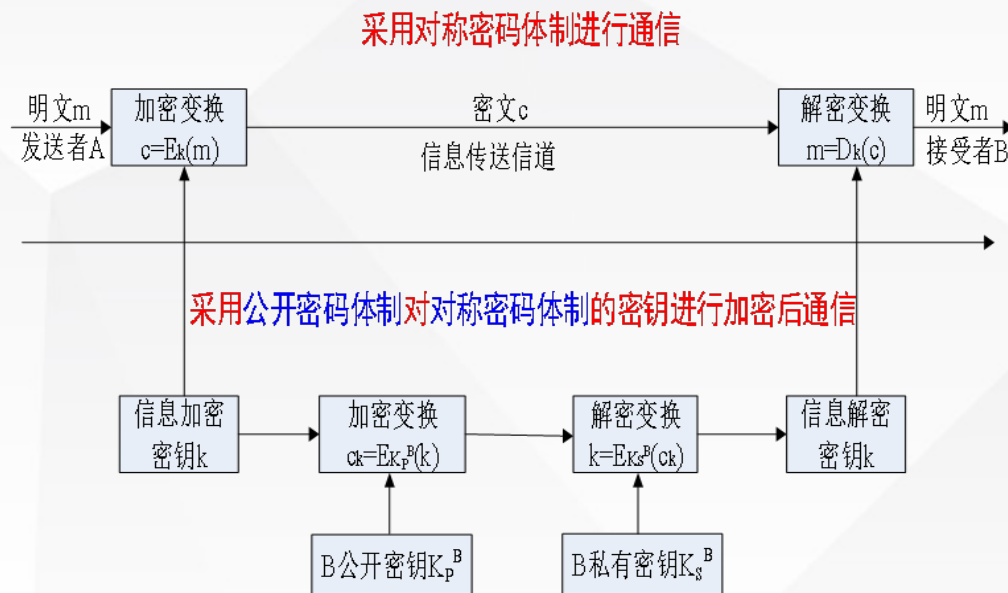 采用对称密码体制进行通信
明文m
发送者A
加密变换
c=Ek(m)
密文c
信息传送信道
解密变换
m=Dk(c)
明文m
接受者B
采用公开密码体制对对称密码体制的密钥进行加密后通信
信息加密
密钥k
加密变换
ck=EKP^B(k)
解密变换
k=EKS^B(ck)
信息解密
密钥k
B公开密钥KP^B
B私有密钥KS^B